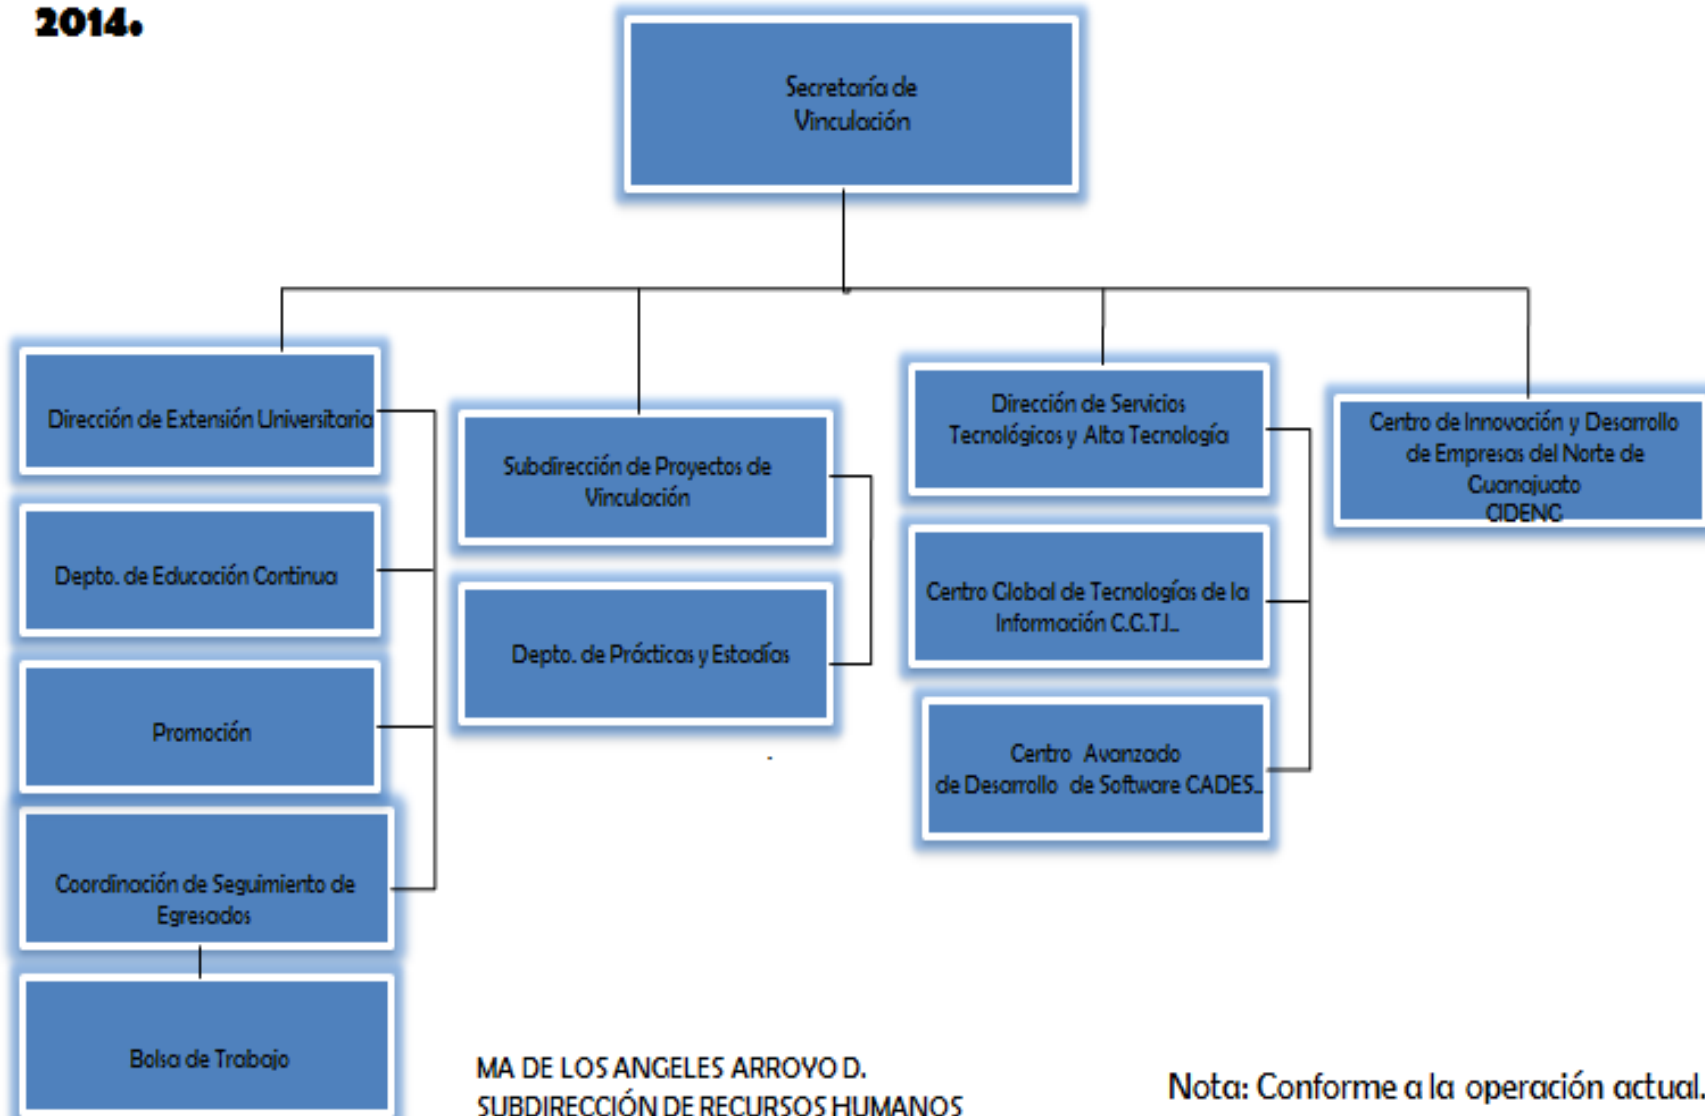 2014.
Secretaría de
Vinculación
Dirección de Extensión Universitaria
Depto. de Educación Continua
Promoción
Coordinación de Seguimiento de
Egresados
Bolsa de Trabajo
Subdirección de Proyectos de
Vinculación
Depto. de Prácticas y Estadías
Dirección de Servicios
Tecnológicos y Alta Tecnología
Centro Global de Tecnologías de la
Información C.G.T.I..
Centro Avanzado
de Desarrollo de Software CADES..
Centro de Innovación y Desarrollo
de Empresas del Norte de
Guanajuato
CIDENG
MA DE LOS ANGELES ARROYO D.
SUBDIRECCIÓN DE RECURSOS HUMANOS
Nota: Conforme a la operación actual.